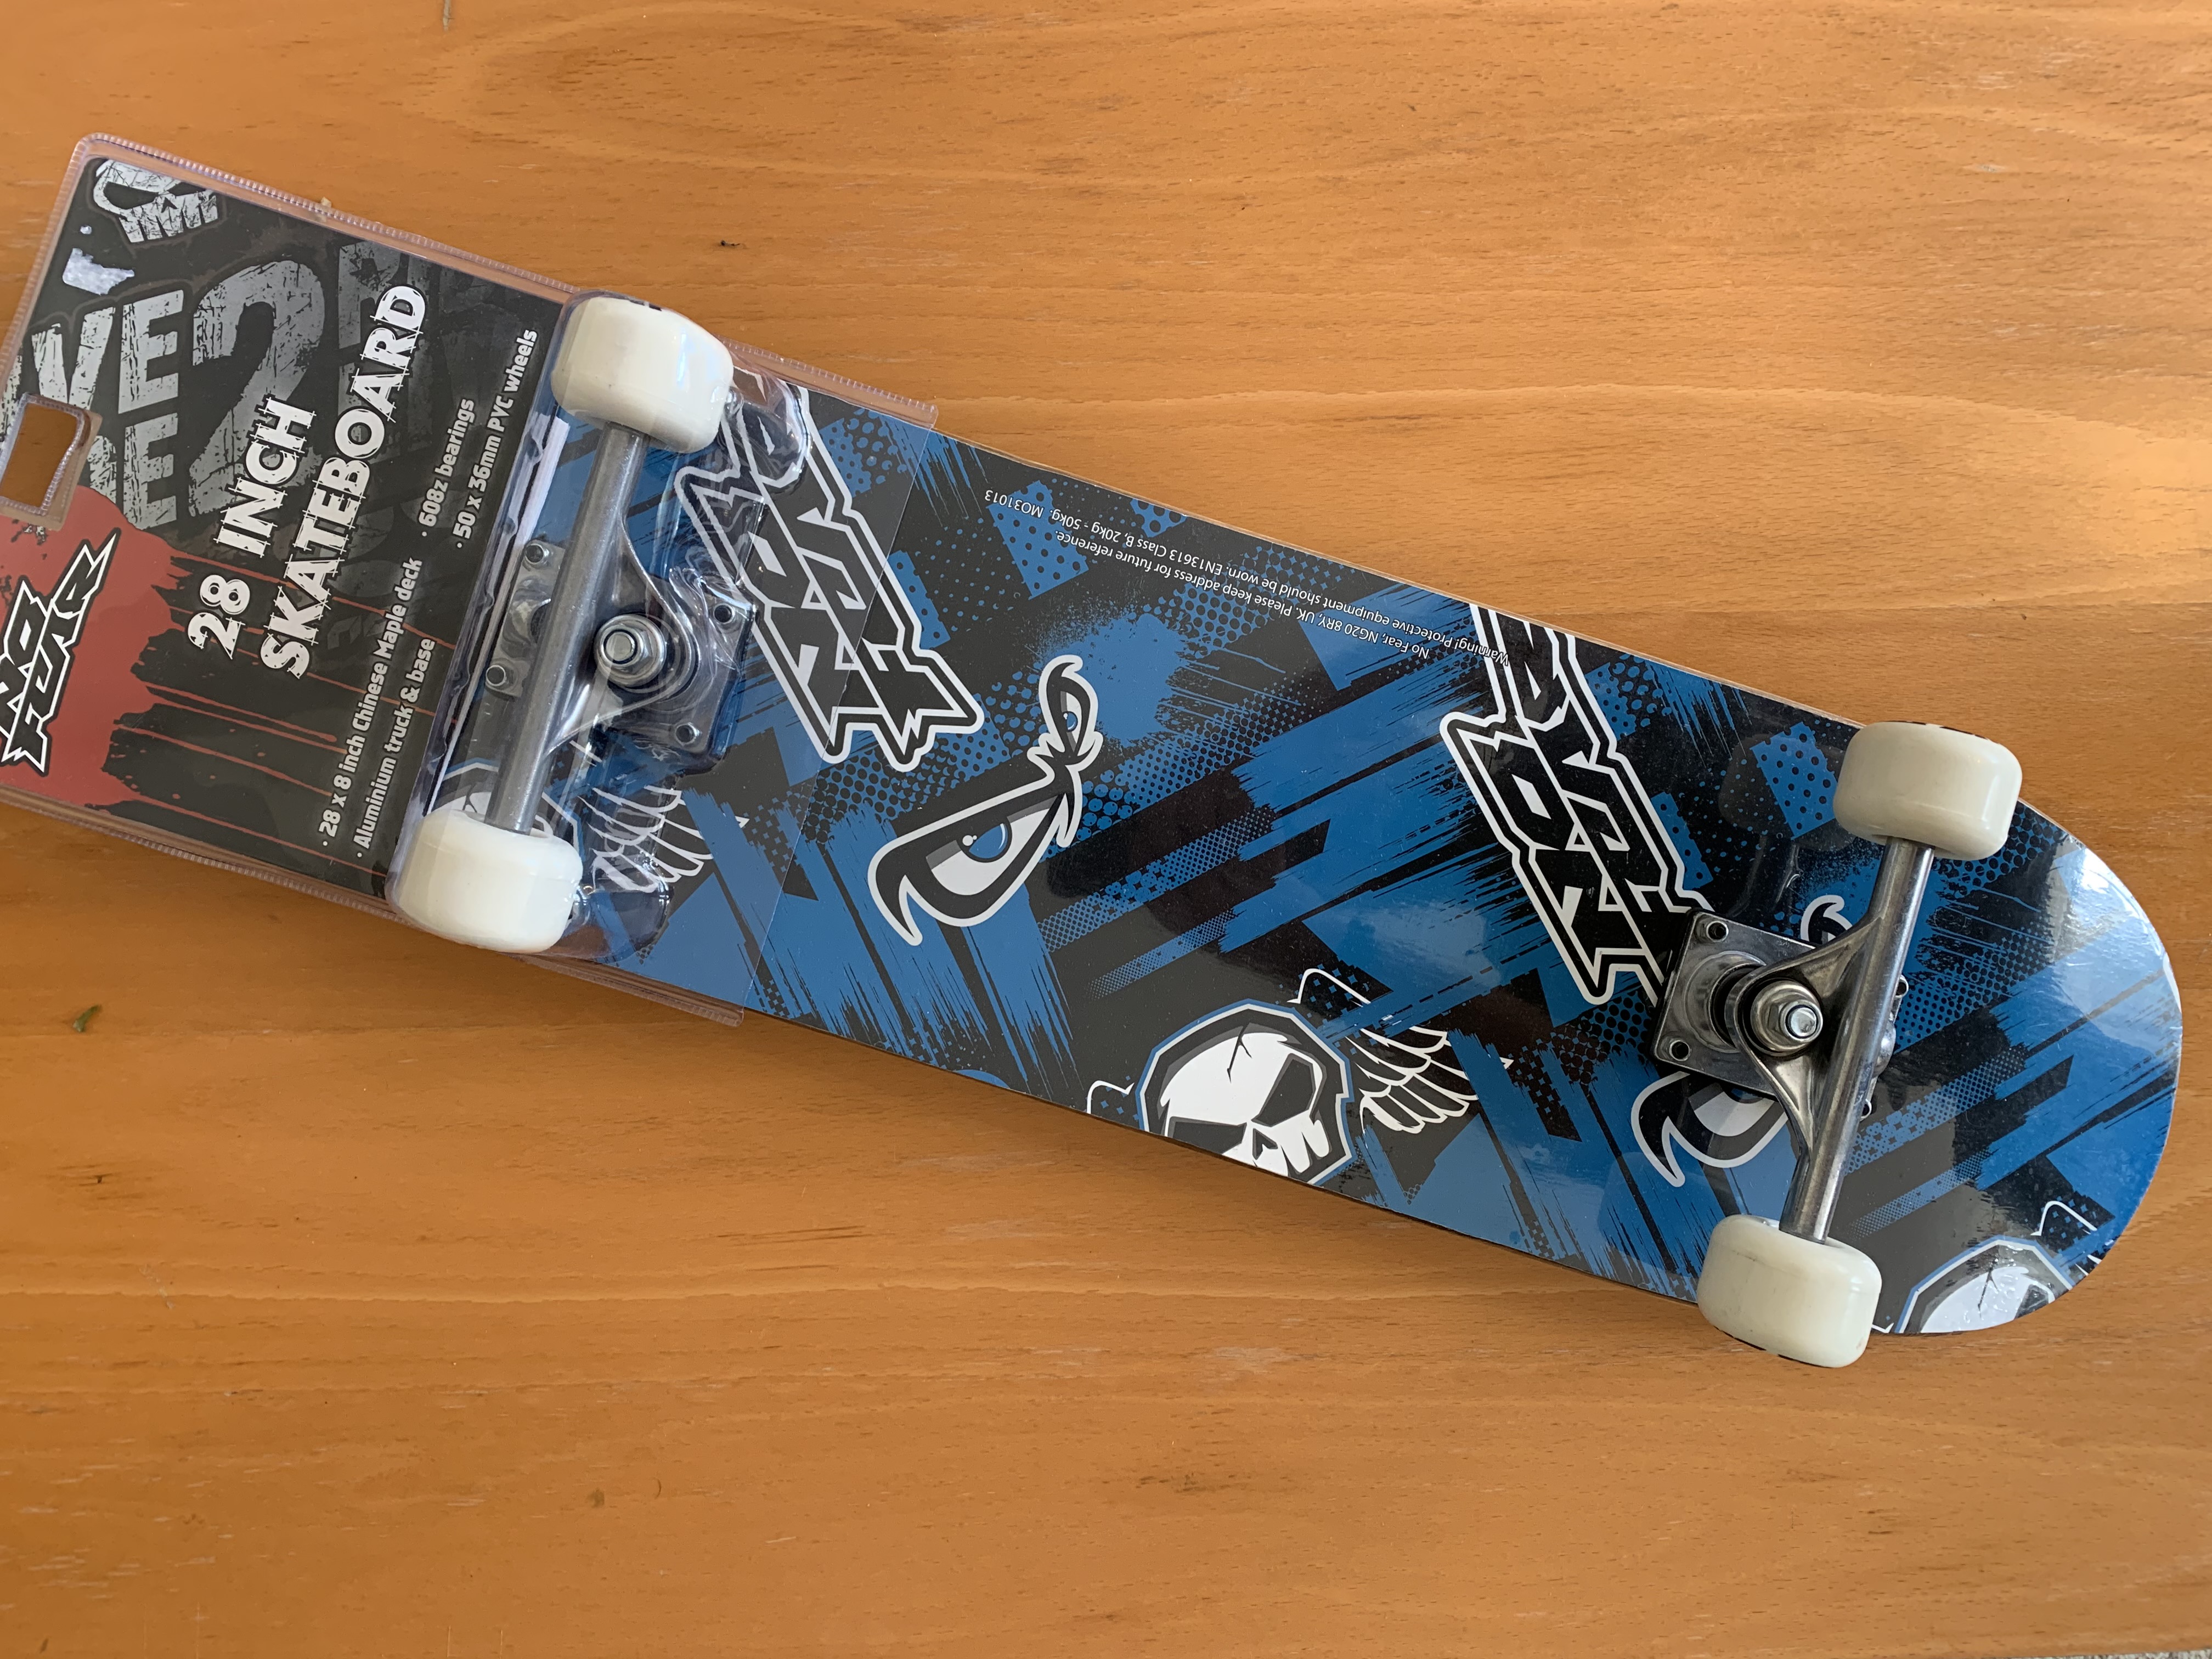 NO
FEAR
28 INCH
SKATEBOARD
· 28 x 8 inch Chinese Maple deck
· Aluminium truck & base
· 608z bearings
· 50 x 36mm PVC wheels
NO
FEA
No Fear, NG20 8RY, UK. Please keep address for future reference.
Warning! Protective equipment should be worn. EN13613 Class B, 20kg - 50kg. MO31013
NO
FEA